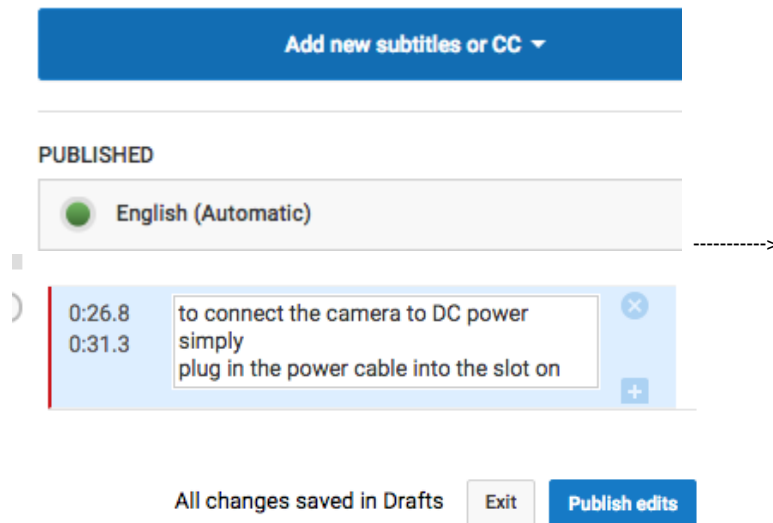 Add new subtitles or CC
PUBLISHED
English (Automatic)
----------->
0:26.8
0:31.3
to connect the camera to DC power
simply
plug in the power cable into the slot on
All changes saved in Drafts
Exit
Publish edits